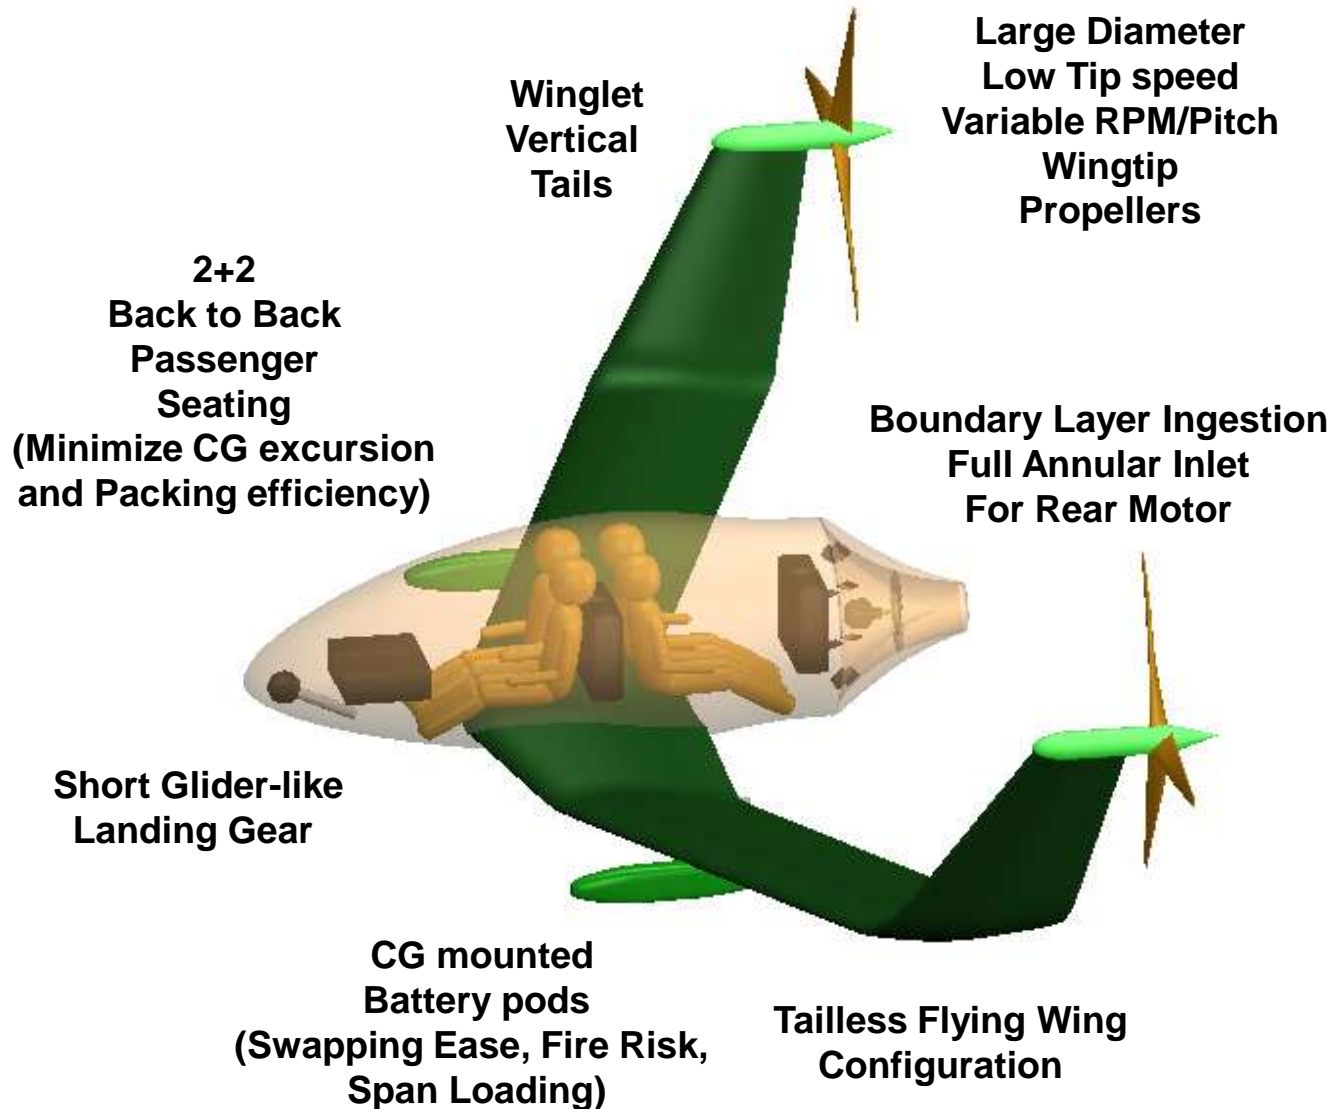 Large Diameter
Low Tip speed
Variable RPM/Pitch
Wingtip
Propellers
Winglet
Vertical
Tails
2+2
Back to Back
Passenger
Seating
(Minimize CG excursion
and Packing efficiency)
Boundary Layer Ingestion
Full Annular Inlet
For Rear Motor
Short Glider-like
Landing Gear
CG mounted
Battery pods
(Swapping Ease, Fire Risk,
Span Loading)
Tailless Flying Wing
Configuration